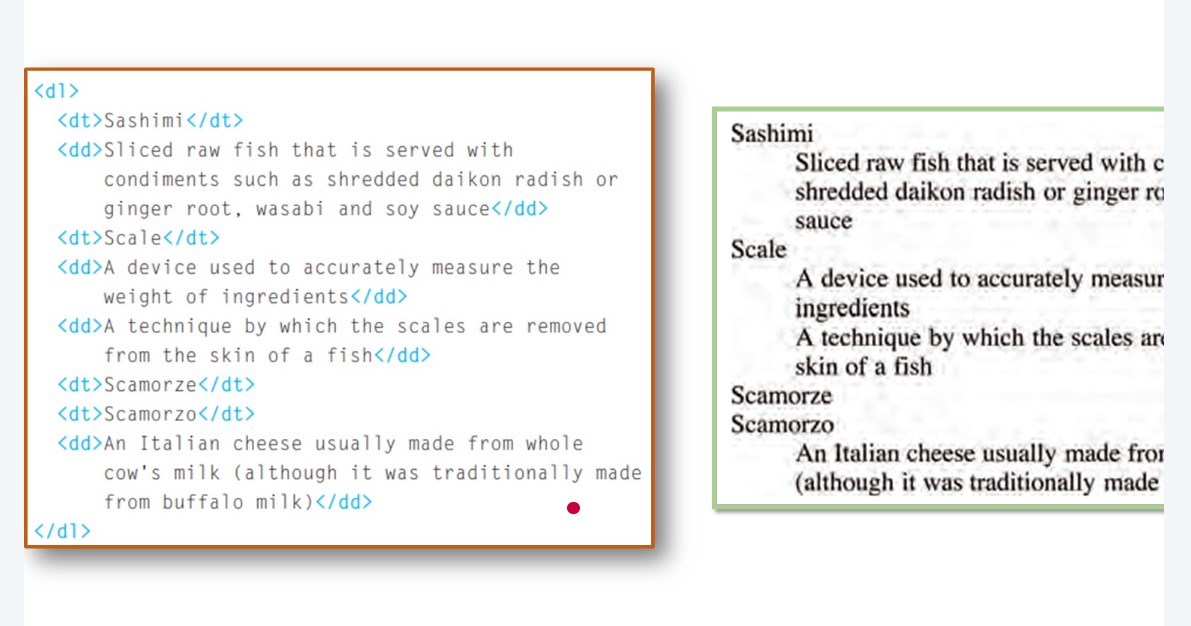 <dl>
<dt>Sashimi</dt>
<dd>Sliced raw fish that is served with
condiments such as shredded daikon radish or
ginger root, wasabi and soy sauce</dd>
<dt>Scale</dt>
<dd>A device used to accurately measure the
weight of ingredients</dd>
<dd>A technique by which the scales are removed
from the skin of a fish</dd>
<dt>Scamorze</dt>
<dt>Scamorzo</dt>
<dd>An Italian cheese usually made from whole
cow's milk (although it was traditionally made
from buffalo milk)</dd>
</dl>
Sashimi
Sliced raw fish that is served with
shredded daikon radish or ginger
sauce
Scale
A device used to accurately
ingredients
A technique by which the scales
skin of a fish
Scamorze
Scamorzo
An Italian cheese usually made
(although it was traditionally made